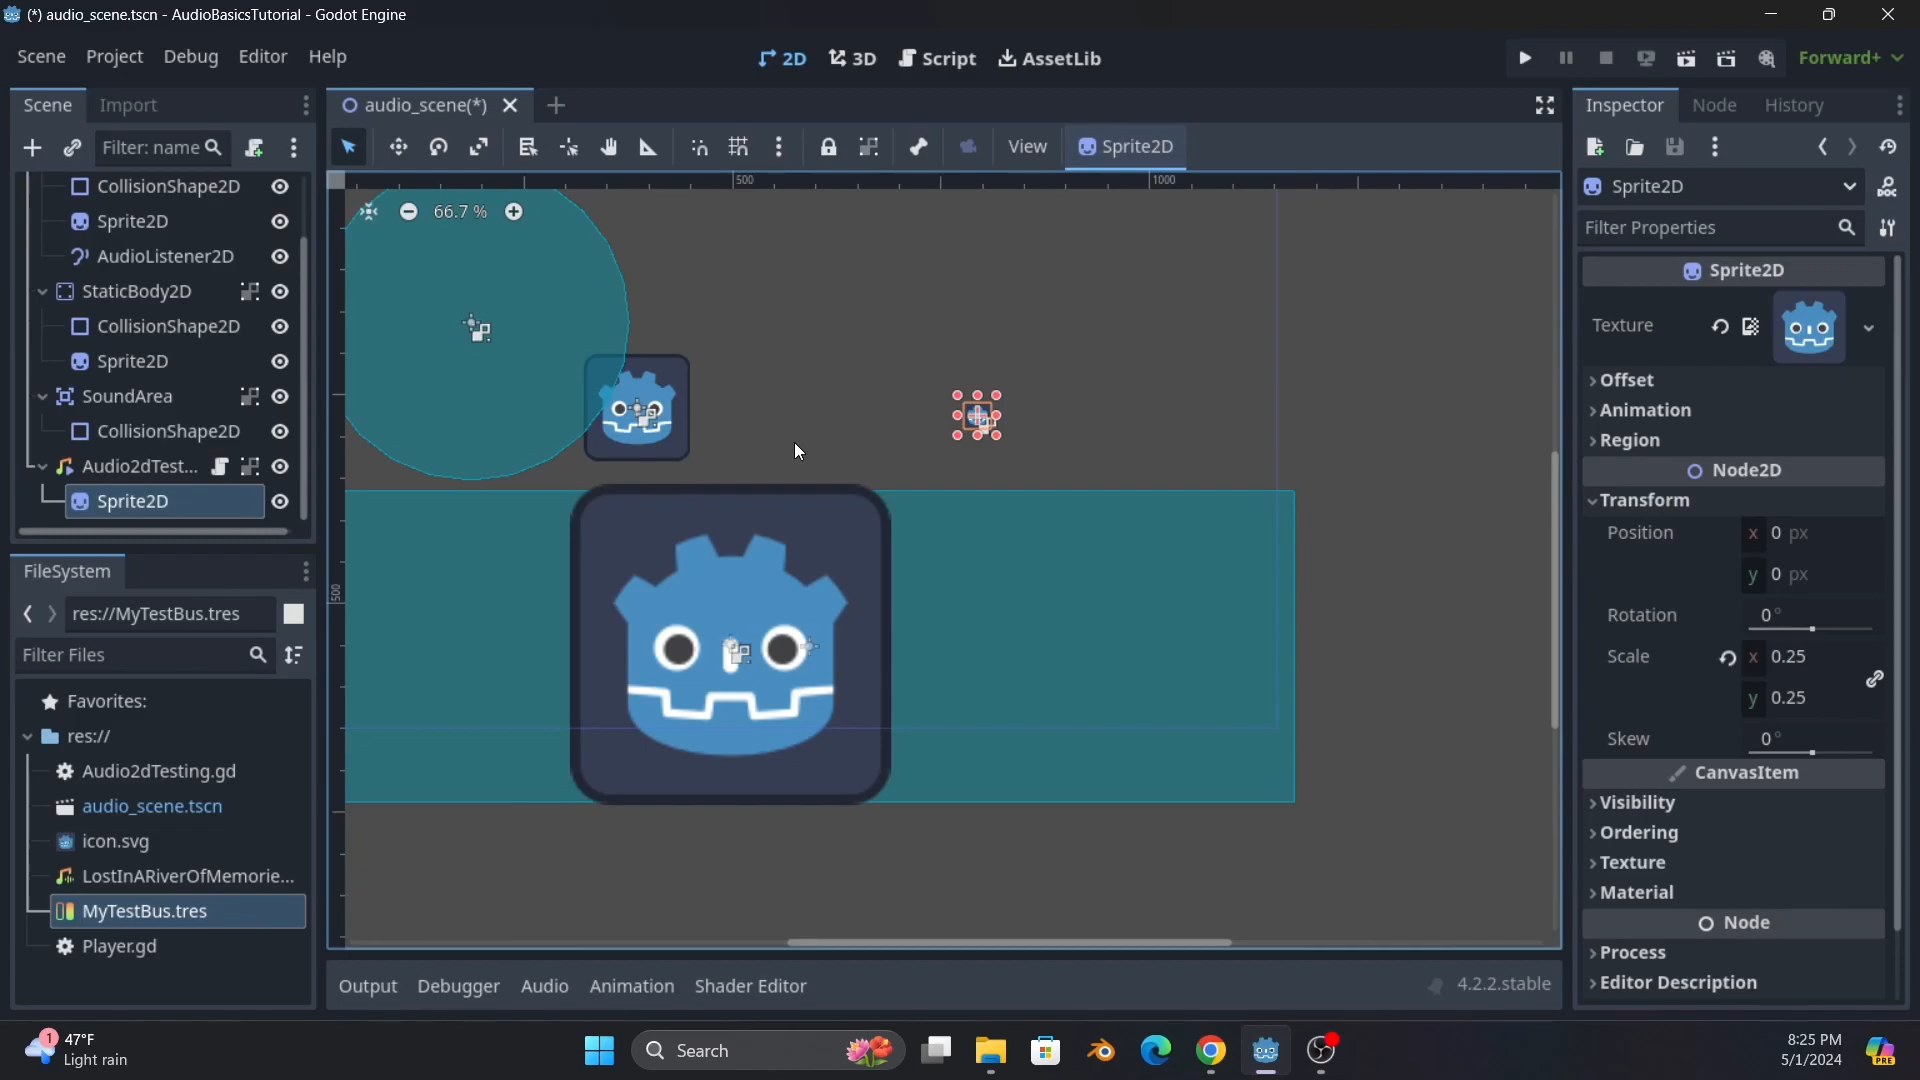 (*) audio_scene.tscn - AudioBasicsTutorial - Godot Engine
Scene Project Debug Editor Help
2D 3D Script AssetLib
Forward+
Scene Import
audio_scene(*)
Inspector Node History
Filter: name
View
Sprite2D
CollisionShape2D
Sprite2D
AudioListener2D
StaticBody2D
CollisionShape2D
Sprite2D
SoundArea
CollisionShape2D
Audio2dTest...
Sprite2D
500
1000
66.7 %
500
Sprite2D
Filter Properties
Sprite2D
Texture
Offset
Animation
Region
Node2D
Transform
Position x 0 px
y 0 px
Rotation 0 °
Scale x 0.25
y 0.25
Skew 0 °
CanvasItem
Visibility
Ordering
Texture
Material
Node
Process
Editor Description
FileSystem
res://MyTestBus.tres
Filter Files
Favorites:
res://
Audio2dTesting.gd
audio_scene.tscn
icon.svg
LostInARiverOfMemorie...
MyTestBus.tres
Player.gd
Output Debugger Audio Animation Shader Editor
4.2.2.stable
1
47°F
Light rain
Search
8:25 PM
5/1/2024
PRE